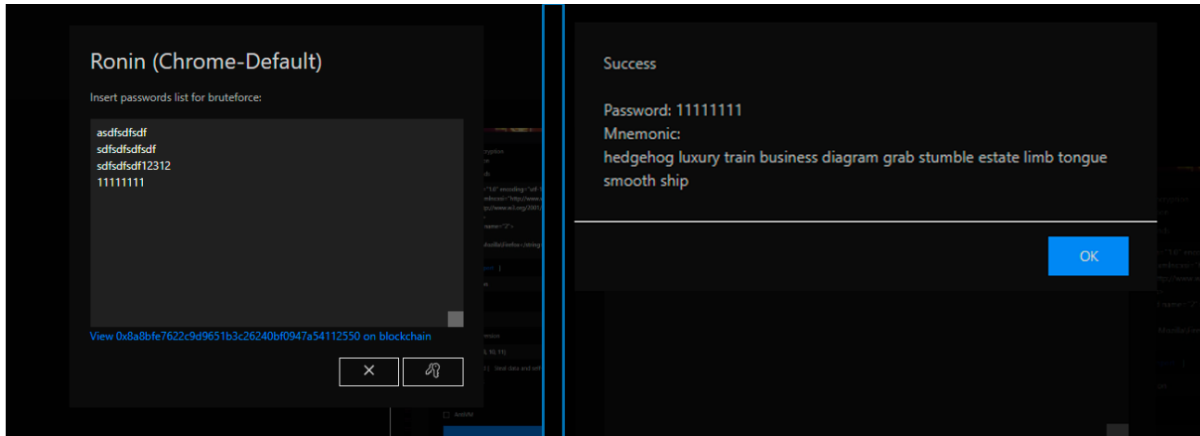 Ronin (Chrome-Default)
Insert passwords list for bruteforce:
asdfsdfsdf
sdfsdfsdfsdf
sdfsdfsdf12312
11111111
View 0x8a8bfe7622c9d9651b3c26240bf0947a54112550 on blockchain
Success
Password: 11111111
Mnemonic:
hedgehog luxury train business diagram grab stumble estate limb tongue
smooth ship
OK